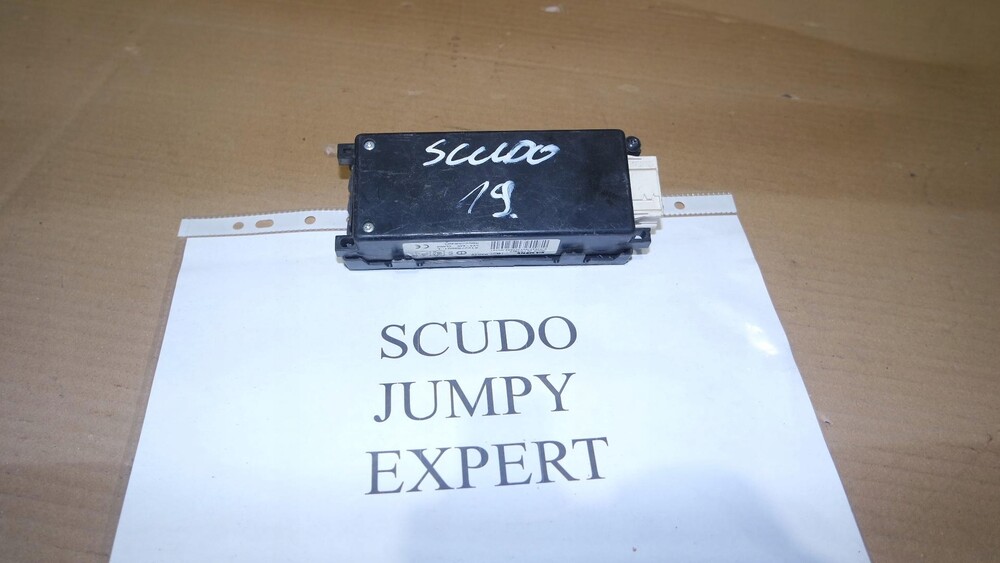 SCUDO
19.
SCUDO
JUMPY
EXPERT